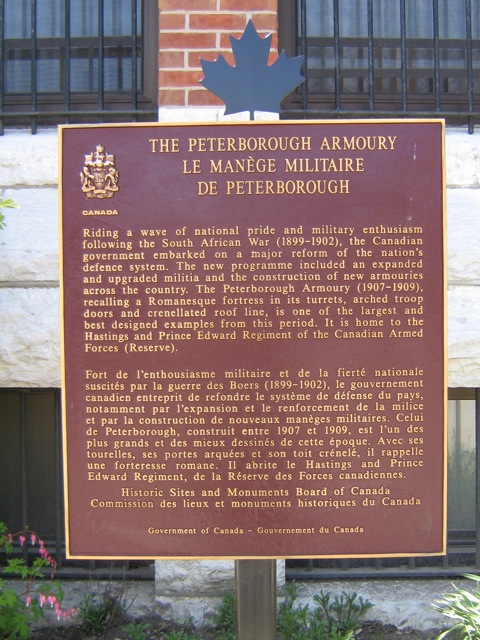 THE PETERBOROUGH ARMOURY
LE MANÈGE MILITAIRE
DE PETERBOROUGH
CANADA
Riding a wave of national pride and military enthusiasm
following the South African War (1899-1902), the Canadian
government embarked on a major reform of the nation's
defence system. The new programme included an expanded
and upgraded militia and the construction of new armouries
across the country. The Peterborough Armoury (1907-1909),
recalling a Romanesque fortress in its turrets, arched troop
doors and crenellated roof line, is one of the largest and
best designed examples from this period. It is home to the
Hastings and Prince Edward Regiment of the Canadian Armed
Forces (Reserve).
Fort de l'enthousiasme militaire et de la fierté nationale
suscités par la guerre des Boers (1899-1902), le gouvernement
canadien entreprit de refondre le système de défense du pays,
notamment par l'expansion et le renforcement de la milice
et par la construction de nouveaux manèges militaires. Celui
de Peterborough, construit entre 1907 et 1909, est l'un des
plus grands et des mieux dessinés de cette époque. Avec ses
tourelles, ses portes arquées et son toit crénelé, il rappelle
une forteresse romane. Il abrite le Hastings and Prince
Edward Regiment, de la Réserve des Forces canadiennes.
Historic Sites and Monuments Board of Canada
Commission des lieux et monuments historiques du Canada
Government of Canada - Gouvernement du Canada